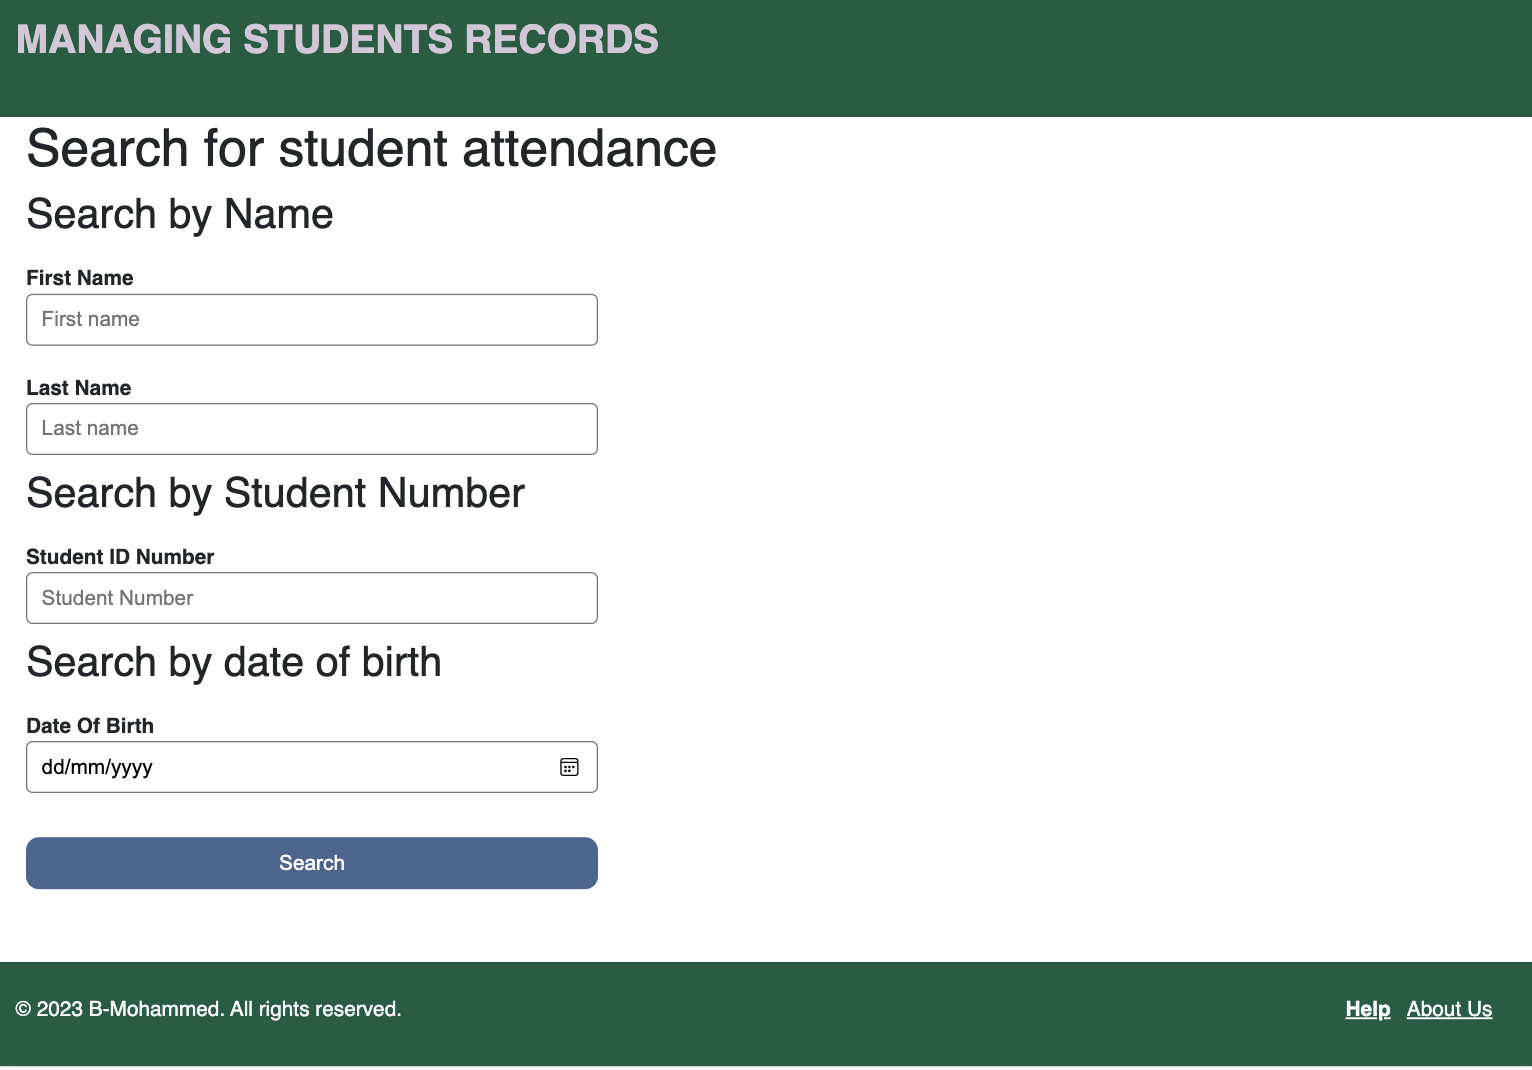 MANAGING STUDENTS RECORDS
Search for student attendance
Search by Name
First Name
First name
Last Name
Last name
Search by Student Number
Student ID Number
Student Number
Search by date of birth
Date Of Birth
dd/mm/yyyy
Search
© 2023 B-Mohammed. All rights reserved.
Help About Us